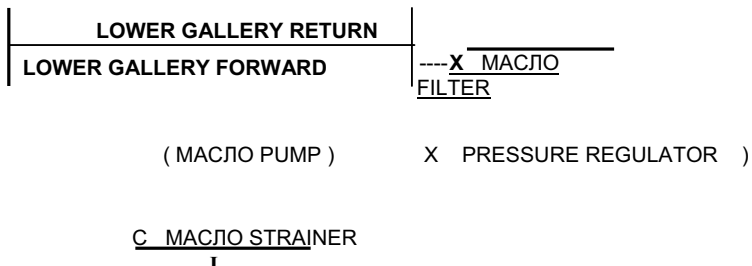 LOWER GALLERY RETURN
LOWER GALLERY FORWARD
----X МАСЛО
FILTER
( МАСЛО PUMP ) X PRESSURE REGULATOR )
C МАСЛО STRAINER
I